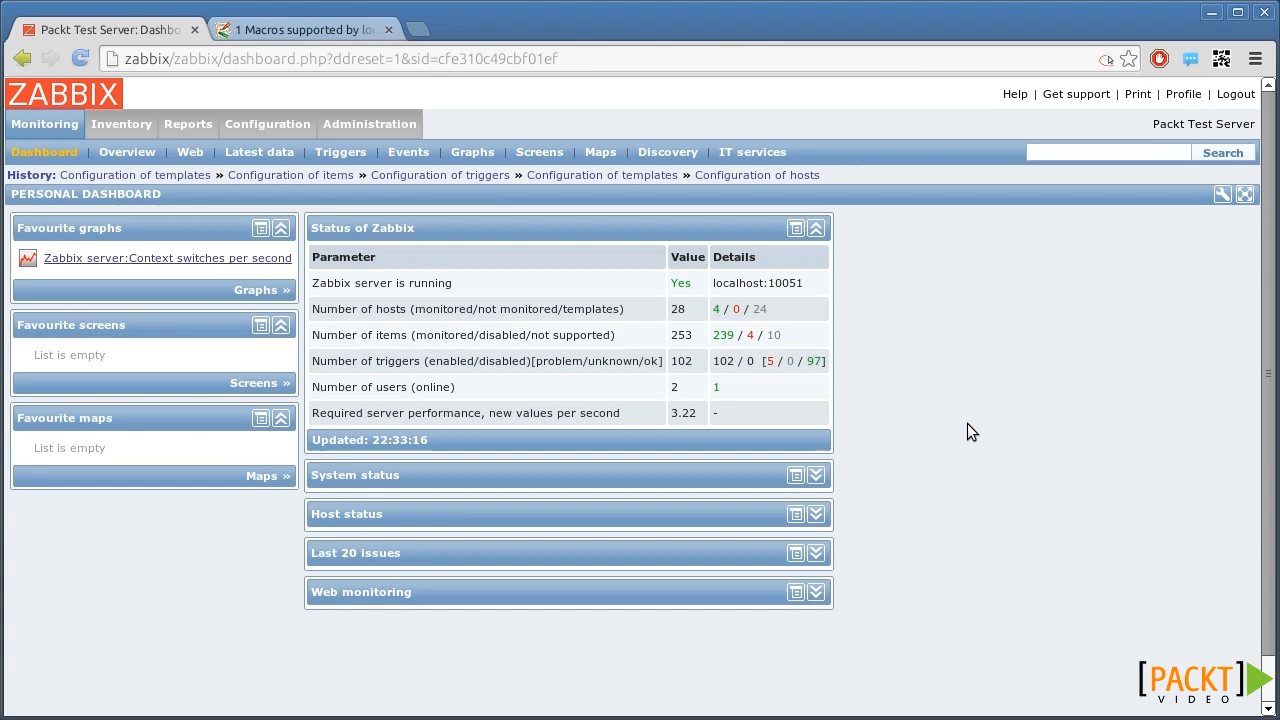 Packt Test Server: Dashbo
1 Macros supported by lo
zabbix/zabbix/dashboard.php?ddreset=1&sid=cfe310c49cbf01ef
ZABBIX
Help | Get support | Print | Profile | Logout
Monitoring Inventory Reports Configuration Administration
Packt Test Server
Dashboard | Overview | Web | Latest data | Triggers | Events | Graphs | Screens | Maps | Discovery | IT services
Search
History: Configuration of templates » Configuration of items » Configuration of triggers » Configuration of templates » Configuration of hosts
PERSONAL DASHBOARD
Favourite graphs
Zabbix server:Context switches per second
Graphs »
Favourite screens
List is empty
Screens »
Favourite maps
List is empty
Maps »
Status of Zabbix
Parameter Value Details
Zabbix server is running Yes localhost:10051
Number of hosts (monitored/not monitored/templates) 28 4 / 0 / 24
Number of items (monitored/disabled/not supported) 253 239 / 4 / 10
Number of triggers (enabled/disabled)[problem/unknown/ok] 102 102 / 0 [5 / 0 / 97]
Number of users (online) 2 1
Required server performance, new values per second 3.22 -
Updated: 22:33:16
System status
Host status
Last 20 issues
Web monitoring
[PACKT]
VIDEO